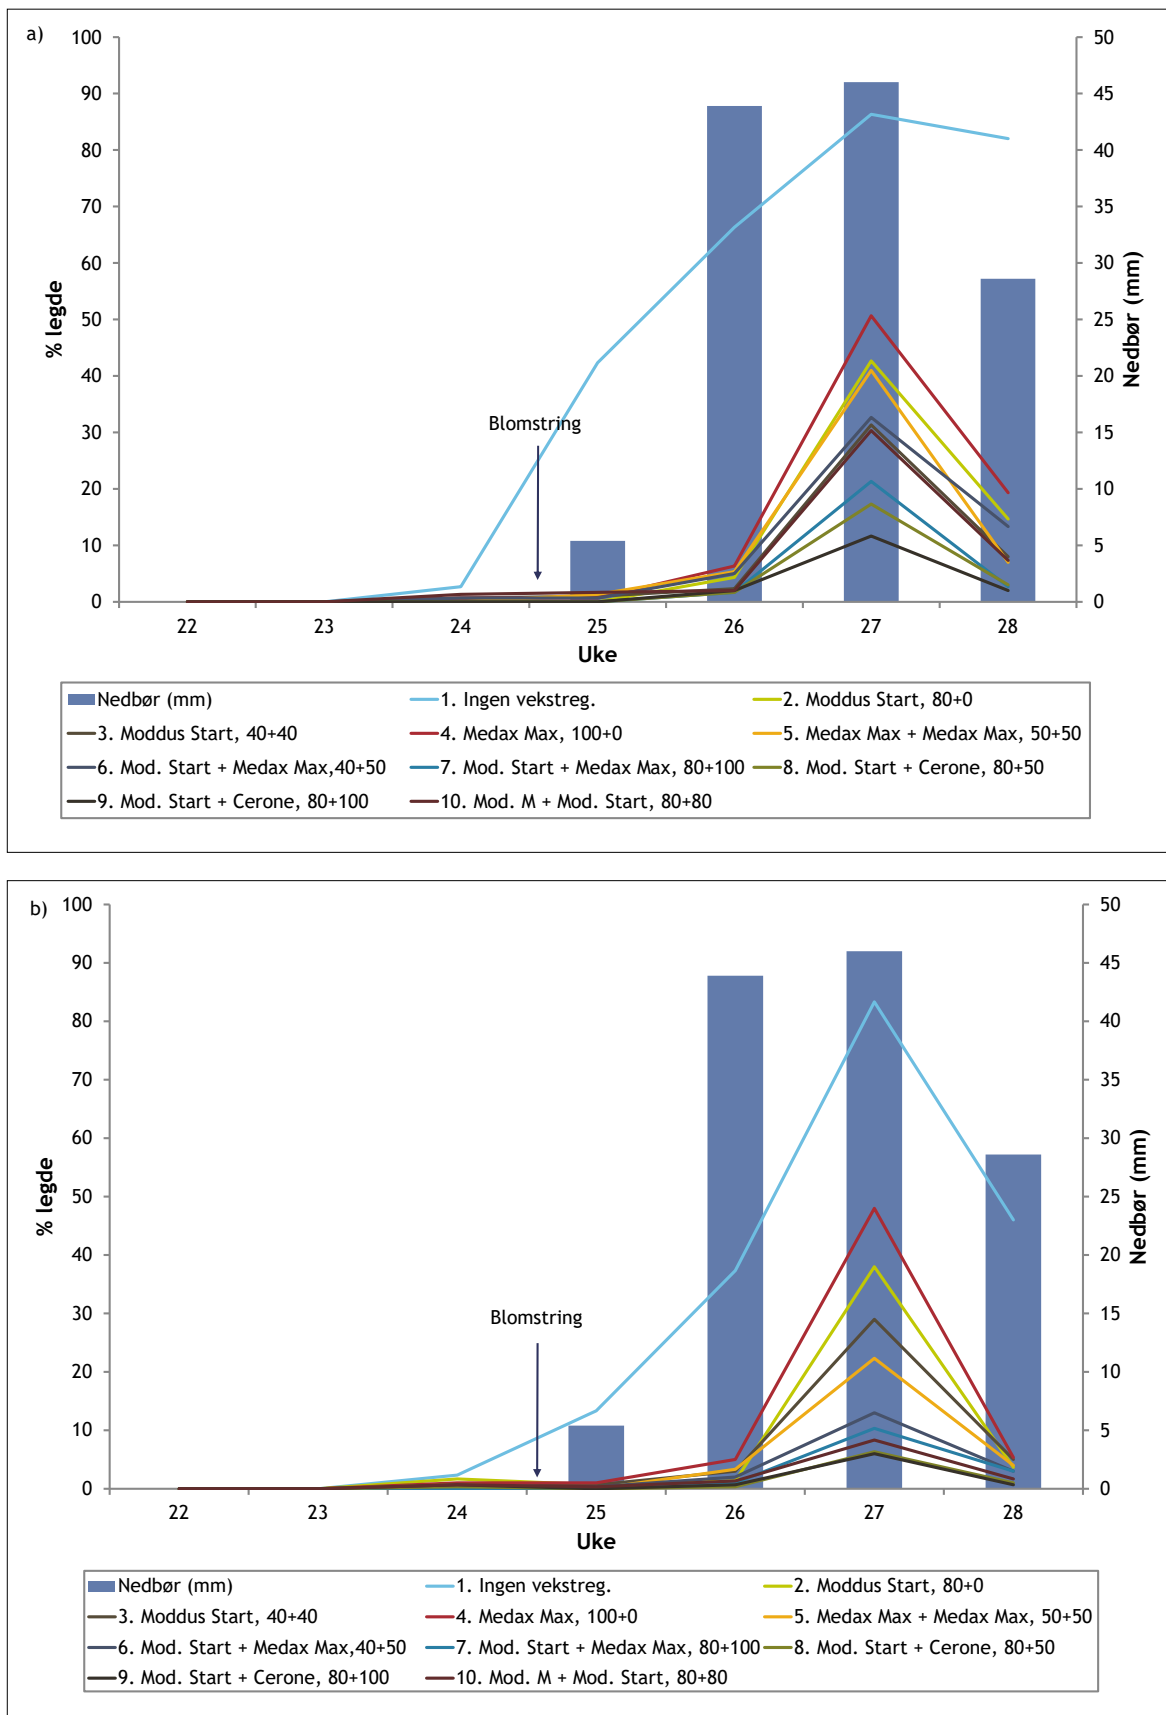 a)
100
90
80
70
60
50
40
30
20
10
0
% legde
50
45
40
35
30
25
20
15
10
5
0
Nedbør (mm)
Blomstring
22 23 24 25 26 27 28
Uke
Nedbør (mm) 1. Ingen vekstreg. 2. Moddus Start, 80+0
3. Moddus Start, 40+40 4. Medax Max, 100+0 5. Medax Max + Medax Max, 50+50
6. Mod. Start + Medax Max,40+50 7. Mod. Start + Medax Max, 80+100 8. Mod. Start + Cerone, 80+50
9. Mod. Start + Cerone, 80+100 10. Mod. M + Mod. Start, 80+80
b)
100
90
80
70
60
50
40
30
20
10
0
% legde
50
45
40
35
30
25
20
15
10
5
0
Nedbør (mm)
Blomstring
22 23 24 25 26 27 28
Uke
Nedbør (mm) 1. Ingen vekstreg. 2. Moddus Start, 80+0
3. Moddus Start, 40+40 4. Medax Max, 100+0 5. Medax Max + Medax Max, 50+50
6. Mod. Start + Medax Max,40+50 7. Mod. Start + Medax Max, 80+100 8. Mod. Start + Cerone, 80+50
9. Mod. Start + Cerone, 80+100 10. Mod. M + Mod. Start, 80+80